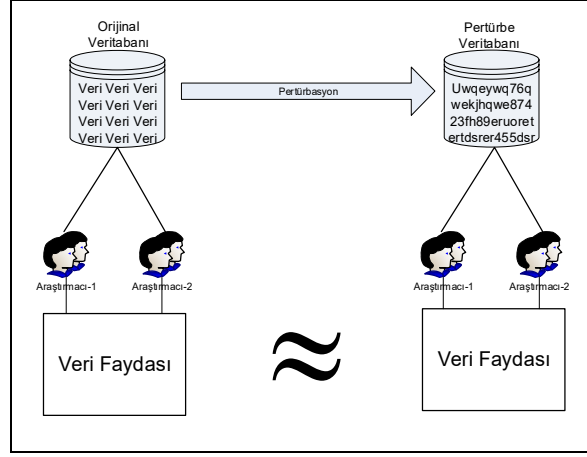 Orijinal
Veritabanı
Veri Veri Veri
Veri Veri Veri
Veri Veri Veri
Veri Veri Veri
Pertürbasyon
Pertürbe
Veritabanı
Uwqeywq76q
wekjhqwe874
23fh89eruoret
ertdsrer455dsr
Araştırmacı-1
Araştırmacı-2
Araştırmacı-1
Araştırmacı-2
Veri Faydası
≈
Veri Faydası